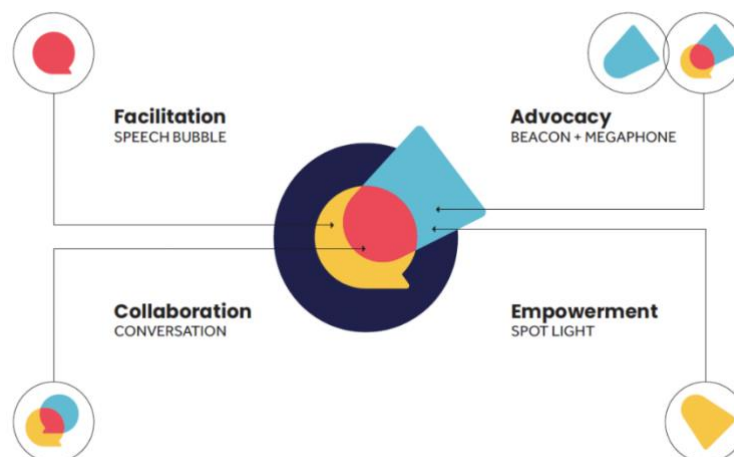 Facilitation
SPEECH BUBBLE
Advocacy
BEACON + MEGAPHONE
Collaboration
CONVERSATION
Empowerment
SPOT LIGHT